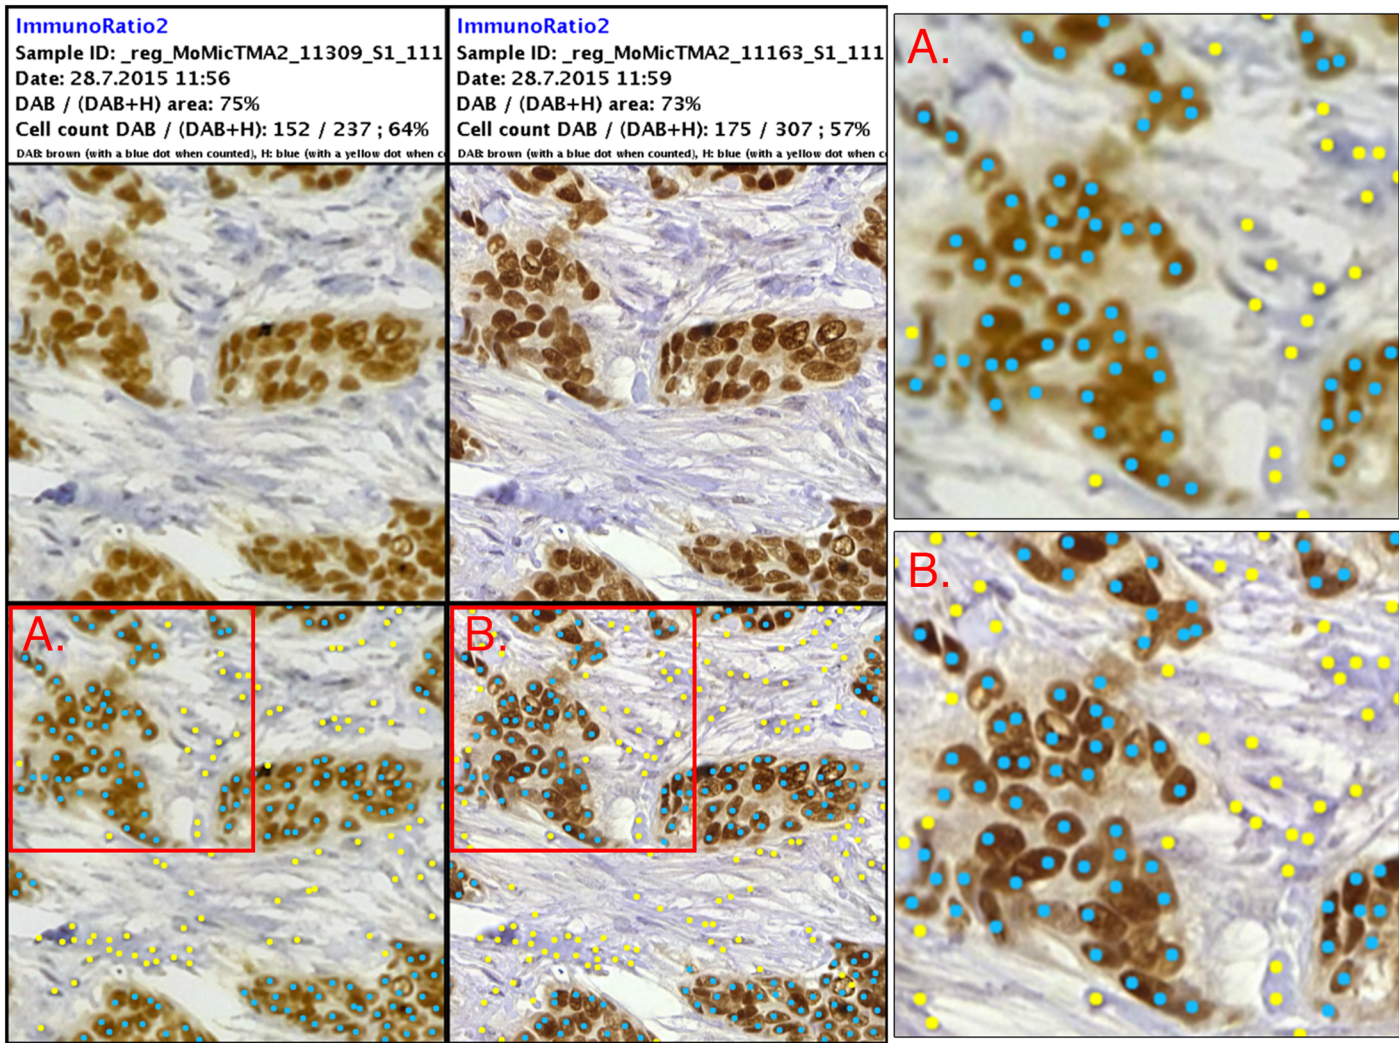 ImmunoRatio2
Sample ID: _reg_MoMicTMA2_11309_S1_111
Date: 28.7.2015 11:56
DAB / (DAB+H) area: 75%
Cell count DAB / (DAB+H): 152 / 237 ; 64%
DAB: brown (with a blue dot when counted), H: blue (with a yellow dot when c
ImmunoRatio2
Sample ID: _reg_MoMicTMA2_11163_S1_111
Date: 28.7.2015 11:59
DAB / (DAB+H) area: 73%
Cell count DAB / (DAB+H): 175 / 307 ; 57%
DAB: brown (with a blue dot when counted), H: blue (with a yellow dot when c
A.
B.
A.
B.